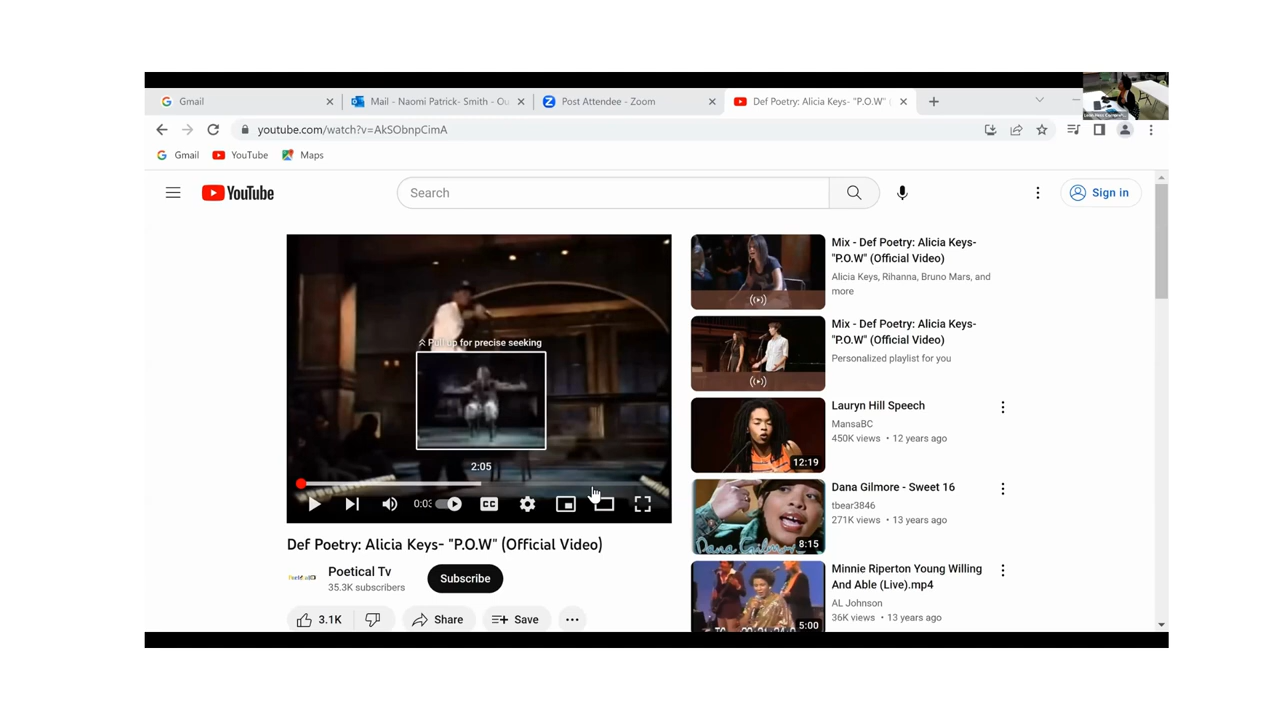 Gmail
Mail - Naomi Patrick- Smith - Ou
Post Attendee - Zoom
Def Poetry: Alicia Keys- "P.O.W" (
youtube.com/watch?v=AkSObnpCimA
Gmail YouTube Maps
YouTube
Search
Sign in
Pull up for precise seeking
2:05
0:03
CC
Def Poetry: Alicia Keys- "P.O.W" (Official Video)
Poetical Tv
35.3K subscribers
Subscribe
3.1K
Share
Save
Mix - Def Poetry: Alicia Keys-
"P.O.W" (Official Video)
Alicia Keys, Rihanna, Bruno Mars, and
more
Mix - Def Poetry: Alicia Keys-
"P.O.W" (Official Video)
Personalized playlist for you
12:19
Lauryn Hill Speech
MansaBC
450K views • 12 years ago
Dana Gilmore
8:15
Dana Gilmore - Sweet 16
tbear3846
271K views • 13 years ago
5:00
Minnie Riperton Young Willing
And Able (Live).mp4
AL Johnson
36K views • 13 years ago